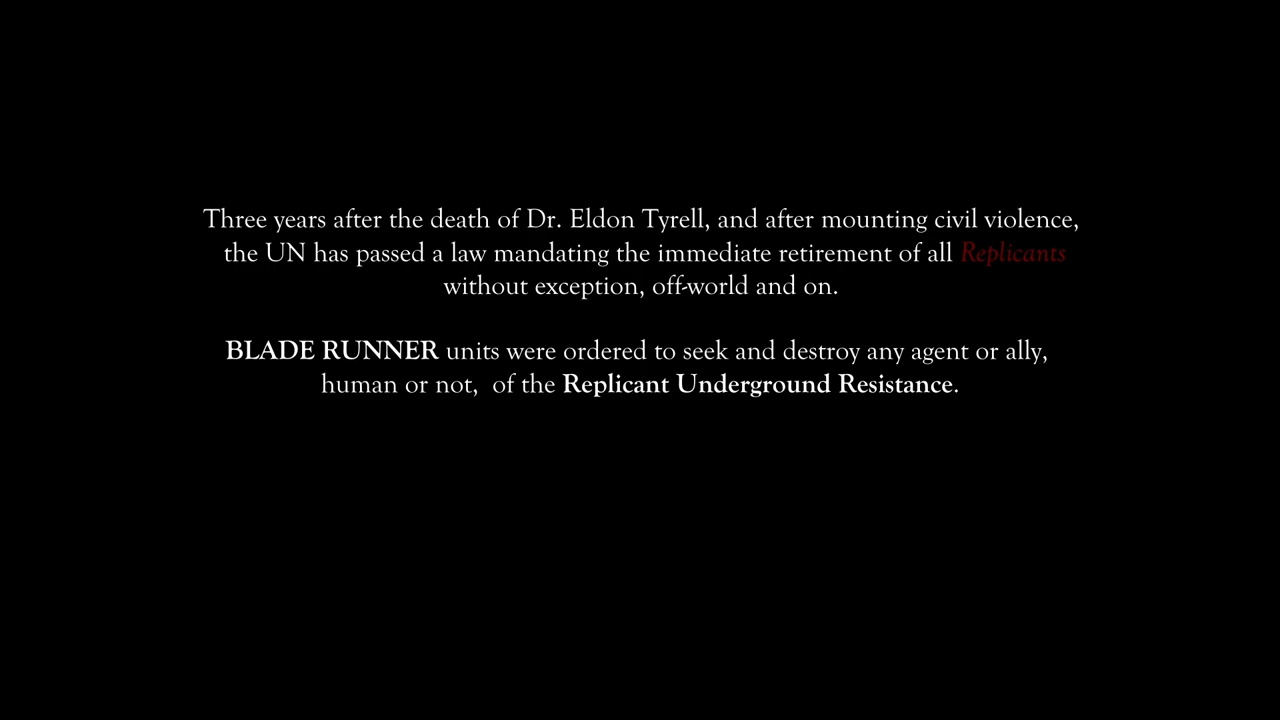 Three years after the death of Dr. Eldon Tyrell, and after mounting civil violence,
the UN has passed a law mandating the immediate retirement of all Replicants
without exception, off-world and on.
BLADE RUNNER units were ordered to seek and destroy any agent or ally,
human or not,  of the Replicant Underground Resistance.